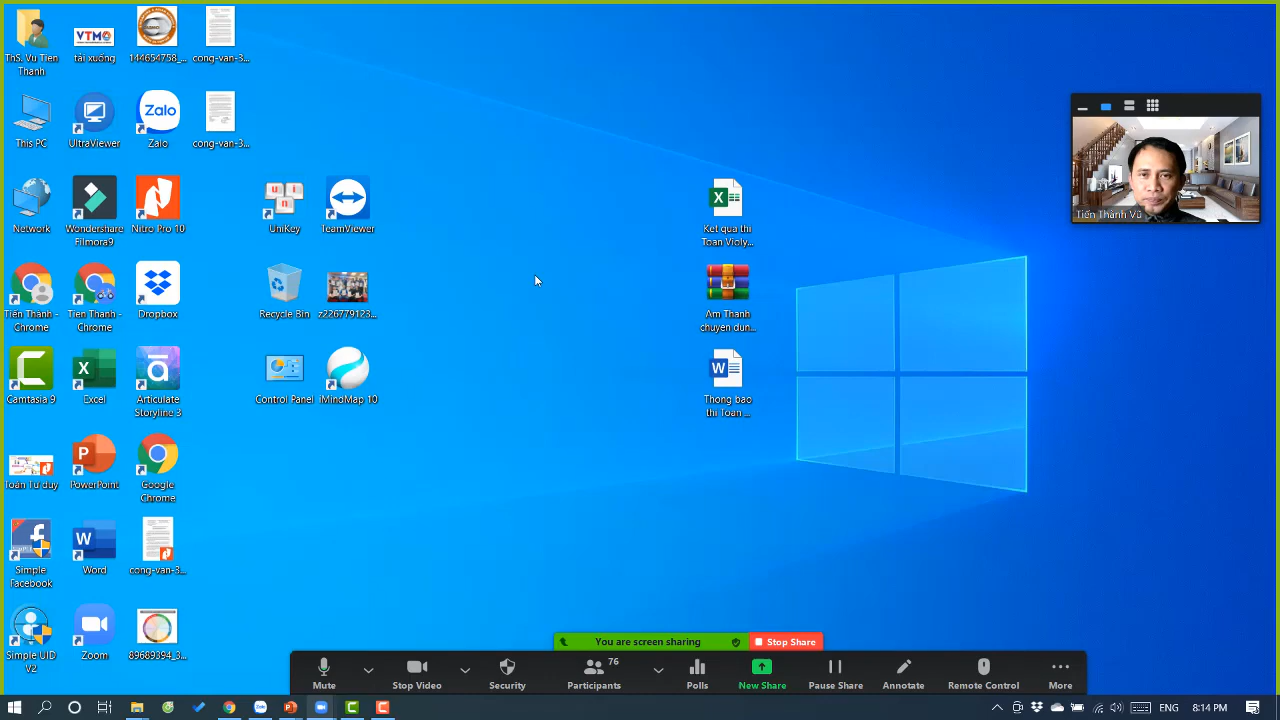 ThS. Vu Tien
Thanh
VTMO
tải xuống
144654758_...
cong-van-3...
This PC
UltraViewer
Zalo
Zalo
cong-van-3...
Network
Wondershare
Filmora9
Nitro Pro 10
UniKey
TeamViewer
Ket qua thi
Toan Violy...
Tiến Thành Vũ
Tien Thanh -
Chrome
Tien Thanh -
Chrome
Dropbox
Recycle Bin
z226779123...
Am Thanh
chuyen dun...
Camtasia 9
Excel
Articulate
Storyline 3
Control Panel
iMindMap 10
Thong bao
thi Toan ...
Toán Tư duy
PowerPoint
Google
Chrome
Simple
Facebook
Word
cong-van-3...
Simple UID
V2
Zoom
89689394_3...
You are screen sharing
Stop Share
Mute
Stop Video
Security
Participants
76
Polls
New Share
Pause Share
Annotate
Remote Control
More
ENG
8:14 PM